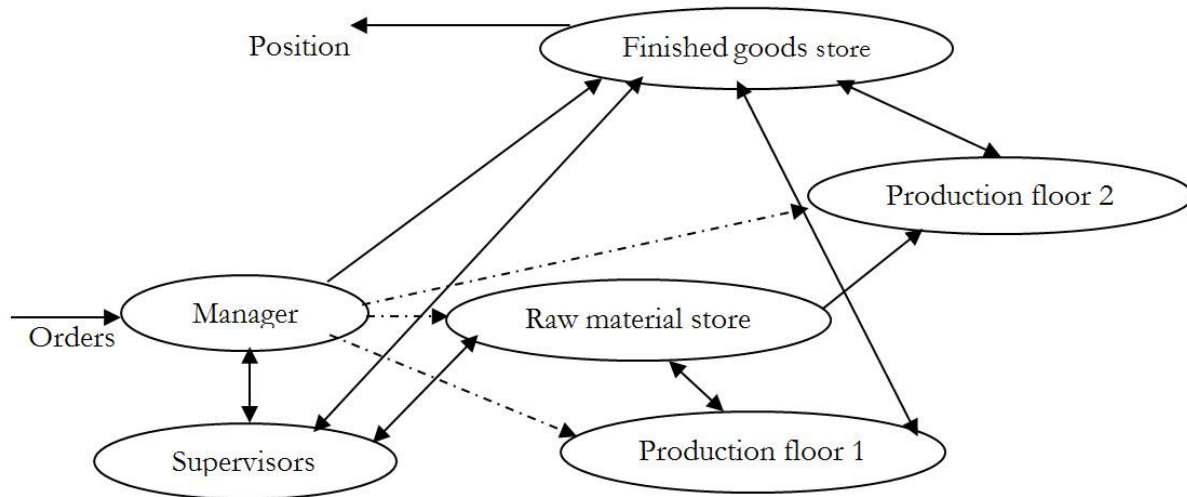 Finished goods store
Position
Production floor 2
Manager
Raw material store
Orders
Production floor 1
Supervisors